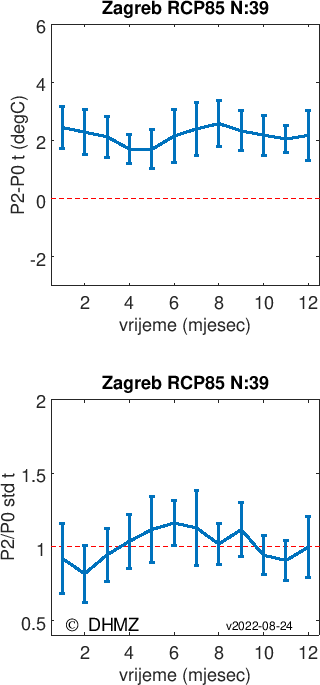 Zagreb RCP85 N:39
6
4
2
0
-2
P2-P0 t (degC)
2 4 6 8 10 12
vrijeme (mjesec)
Zagreb RCP85 N:39
2
1.5
1
0.5
P2/P0 std t
© DHMZ v2022-08-24
2 4 6 8 10 12
vrijeme (mjesec)